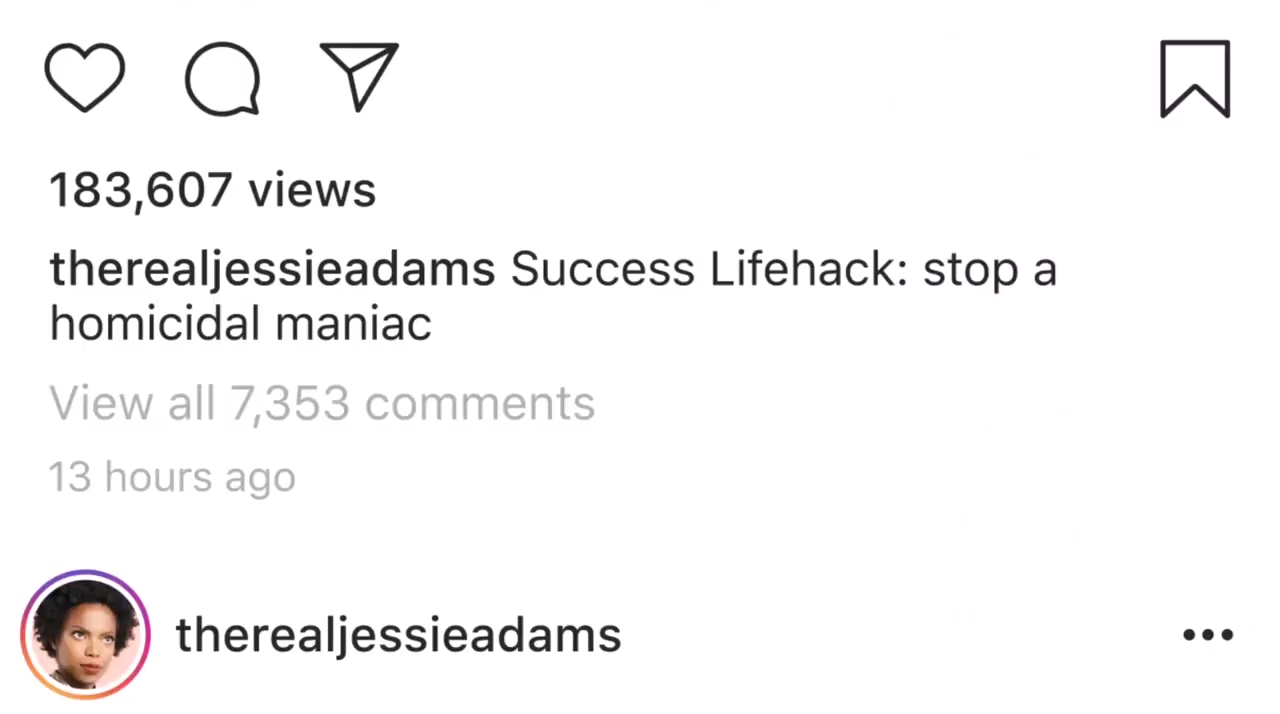 183,607 views
therealjessieadams Success Lifehack: stop a
homicidal maniac
View all 7,353 comments
13 hours ago
therealjessieadams